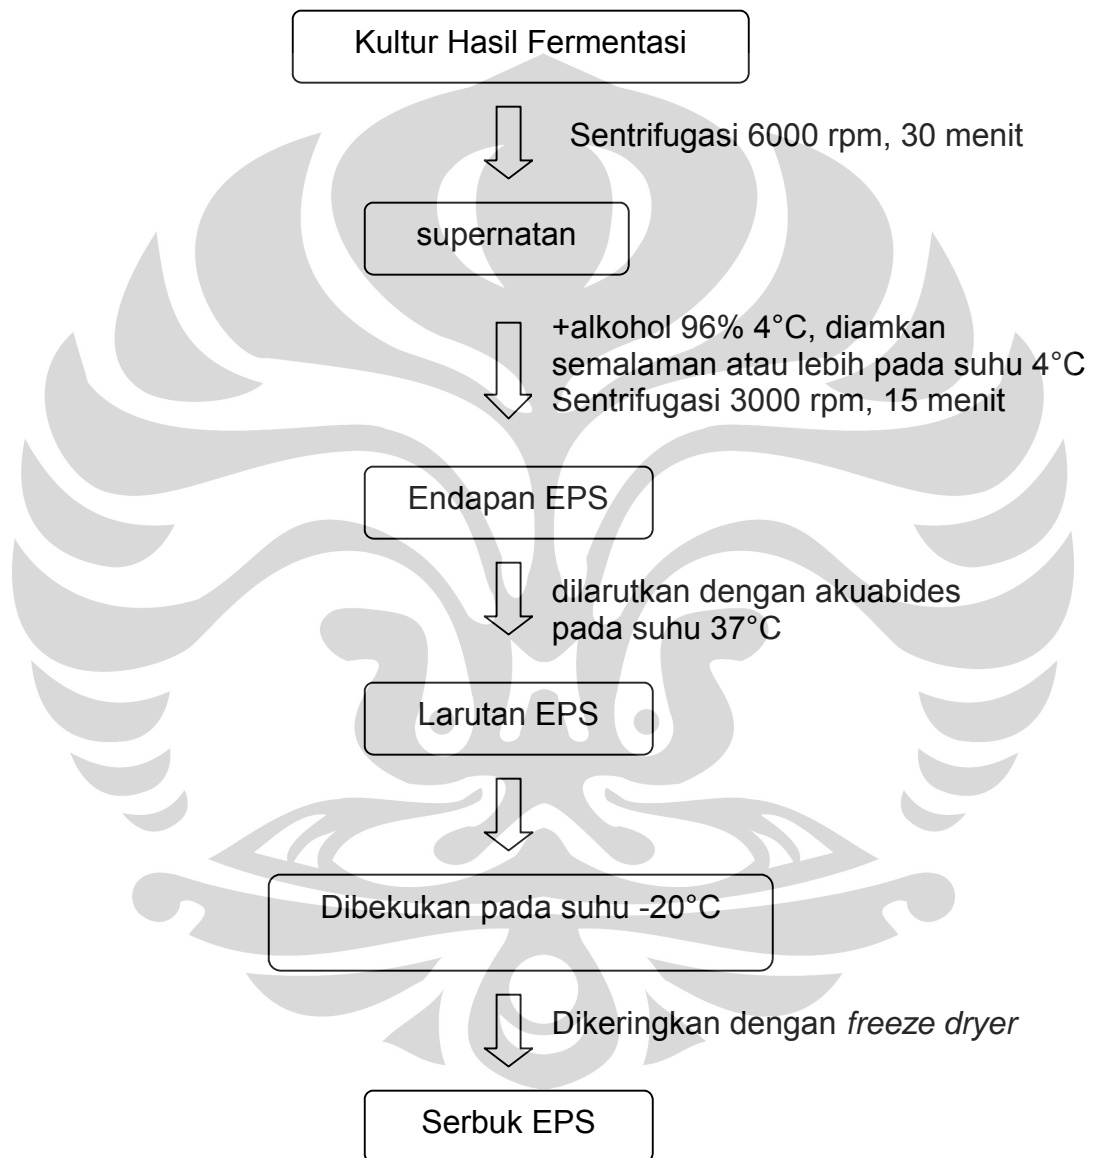 Kultur Hasil Fermentasi
Sentrifugasi 6000 rpm, 30 menit
supernatan
+alkohol 96% 4°C, diamkan
semalaman atau lebih pada suhu 4°C
Sentrifugasi 3000 rpm, 15 menit
Endapan EPS
dilarutkan dengan akuabides
pada suhu 37°C
Larutan EPS
Dibekukan pada suhu -20°C
Dikeringkan dengan freeze dryer
Serbuk EPS